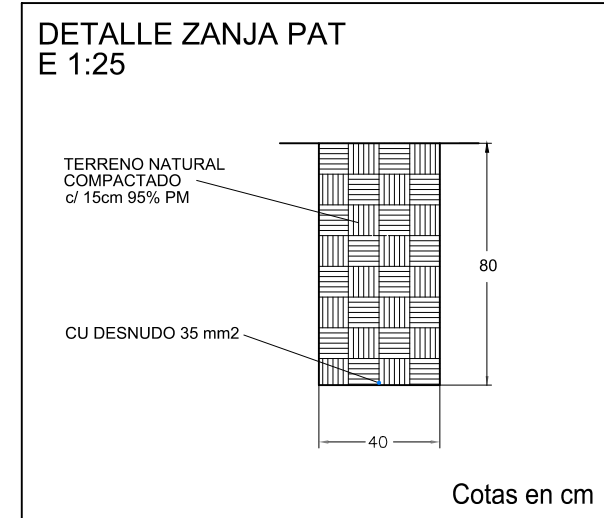 DETALLE ZANJA PAT
E 1:25
TERRENO NATURAL
COMPACTADO
c/ 15cm 95% PM
80
CU DESNUDO 35 mm2
40
Cotas en cm